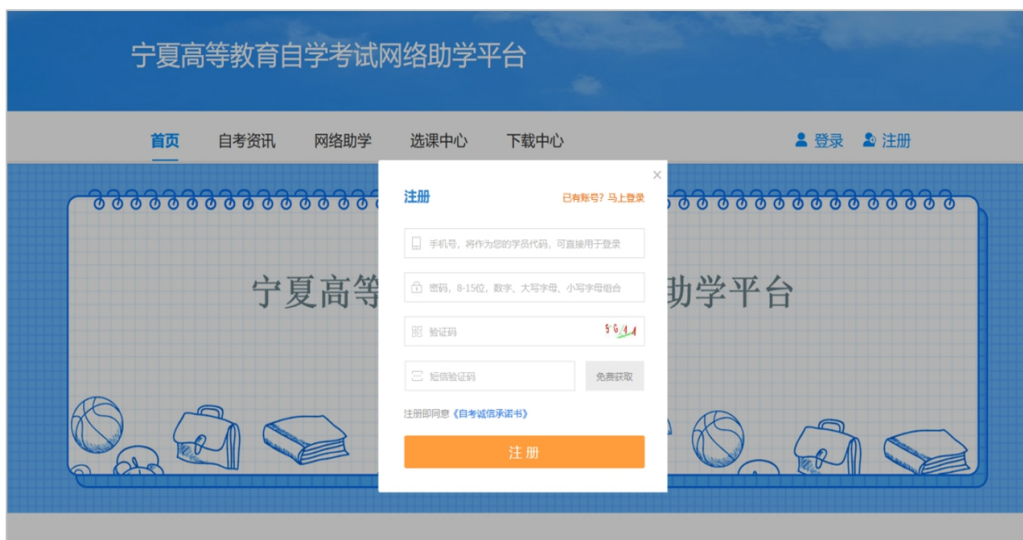 宁夏高等教育自学考试网络助学平台
首页 自考资讯 网络助学 选课中心 下载中心 登录 注册
×
注册 已有账号？马上登录
手机号，将作为您的学员代码，可直接用于登录
宁夏高等 助学平台
密码，8-15位，数字、大写字母、小写字母组合
验证码
短信验证码 免费获取
注册即同意《自考诚信承诺书》
注 册